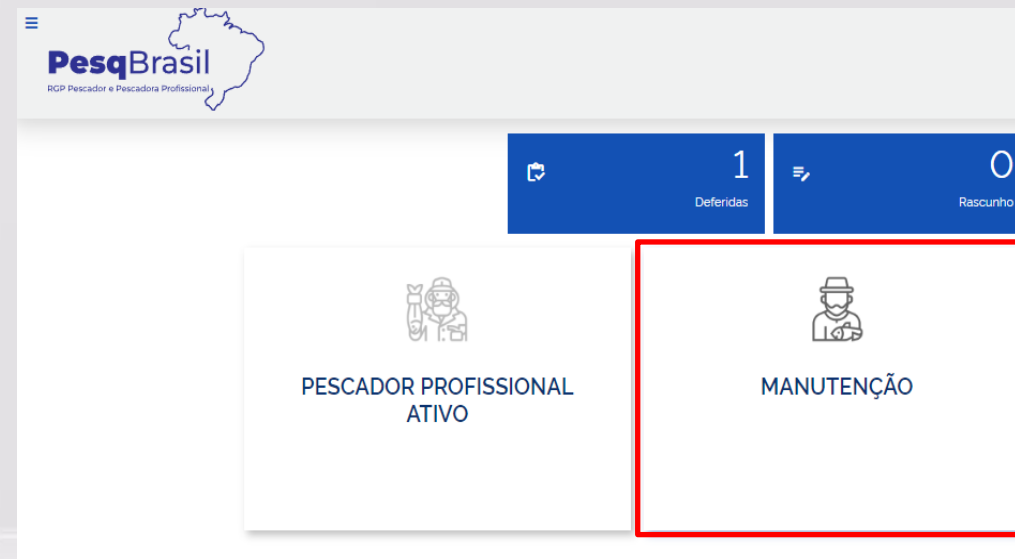 PesqBrasil
RGP Pescador e Pescadora Profissional
1
Deferidas
0
Rascunho
PESCADOR PROFISSIONAL
ATIVO
MANUTENÇÃO